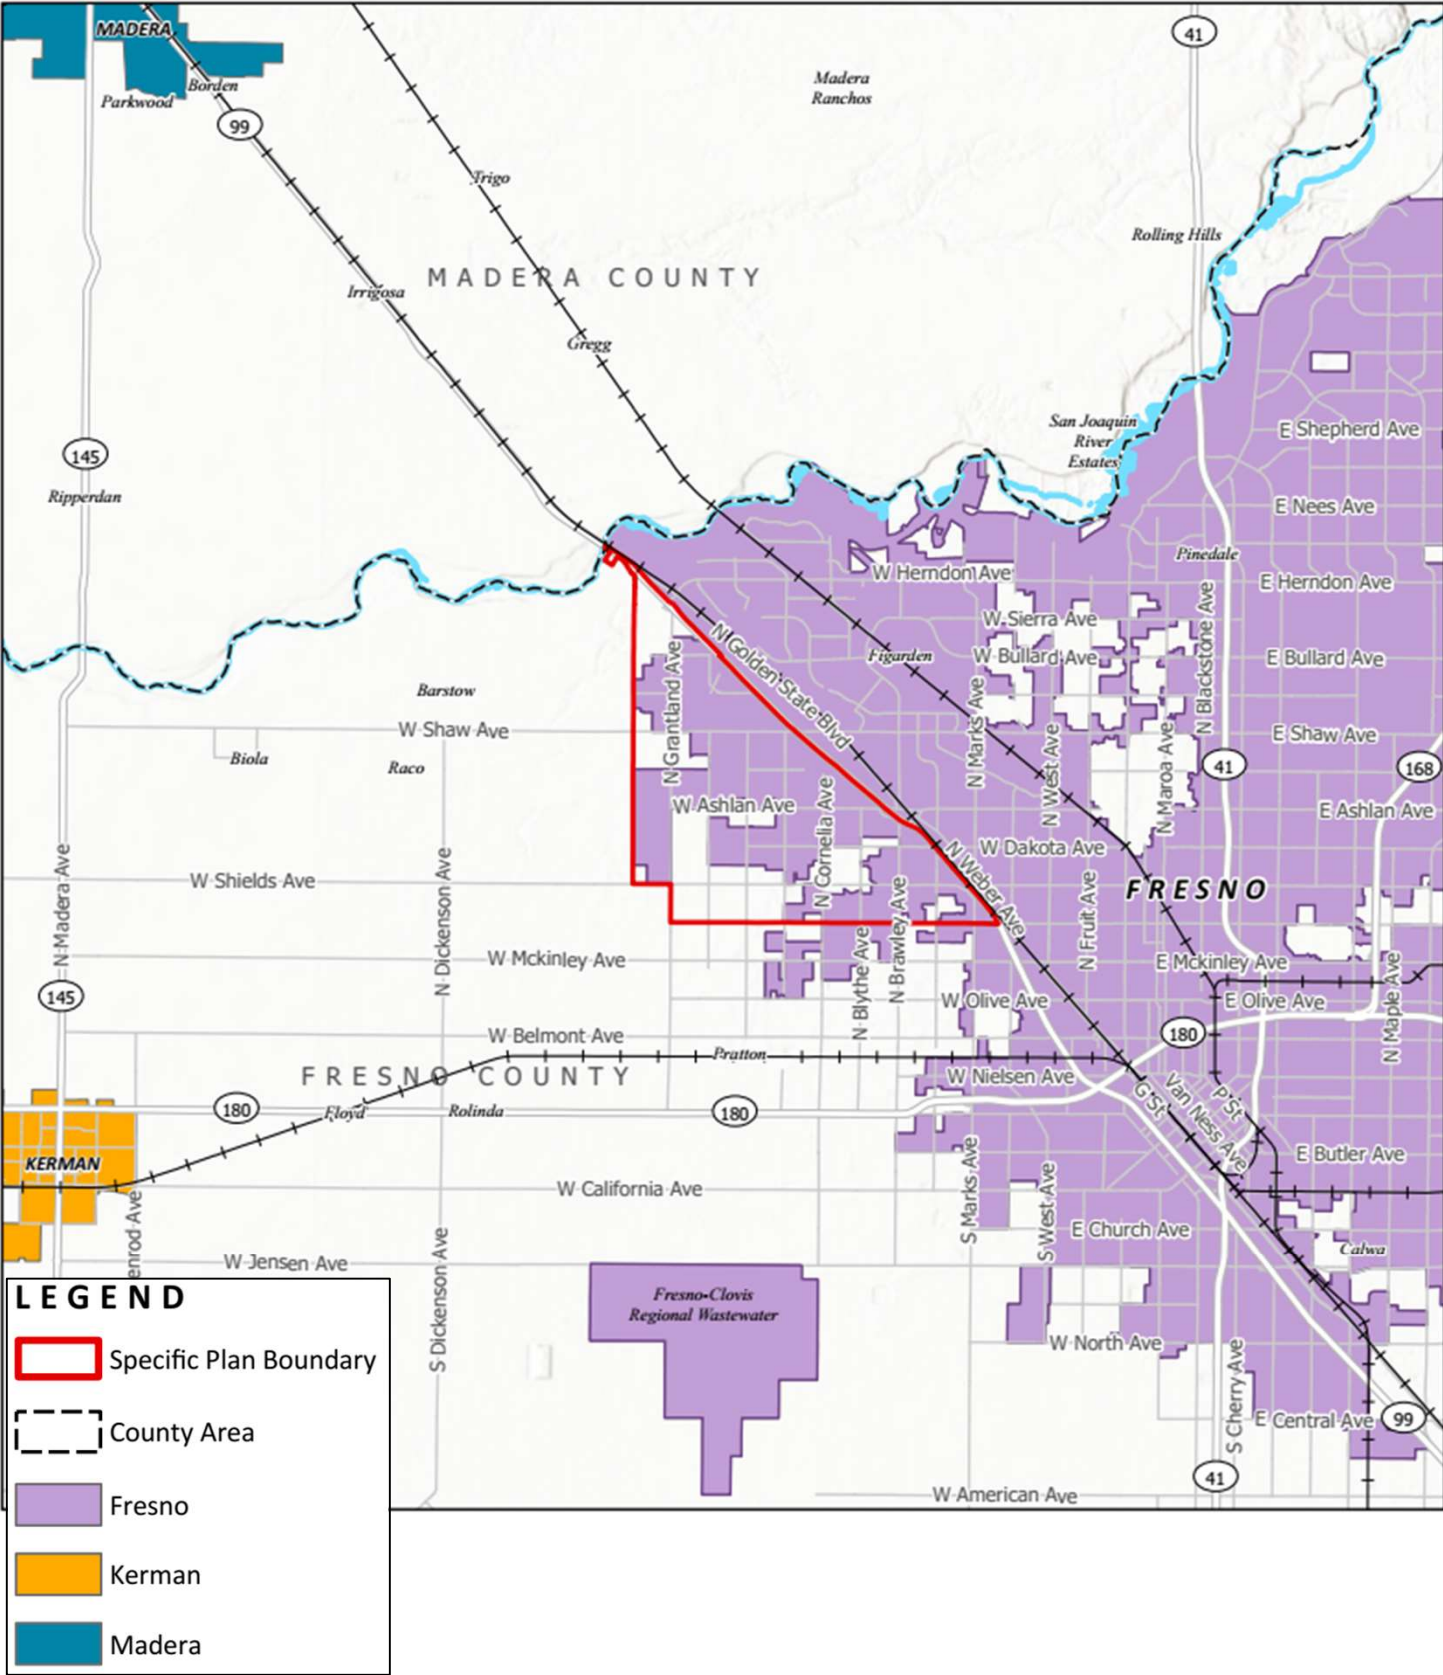 MADERA
Borden
Parkwood
99
Madera
Ranchos
41
Trigo
Rolling Hills
MADERA COUNTY
Irrigosa
Gregg
San Joaquin
River
Estates
E Shepherd Ave
145
Ripperdan
E Nees Ave
Pinedale
W Herndon Ave
E Herndon Ave
W Sierra Ave
N Golden State Blvd
Figarden
W Bullard Ave
E Bullard Ave
N Blackstone Ave
N Grantland Ave
Barstow
W Shaw Ave
N Marks Ave
N West Ave
N Maroa Ave
E Shaw Ave
Biola
Raco
41
168
W Ashlan Ave
E Ashlan Ave
N Cornelia Ave
W Dakota Ave
N Weber Ave
FRESNO
W Shields Ave
N Madera Ave
N Dickenson Ave
N Brawley Ave
N Fruit Ave
W Mckinley Ave
E Mckinley Ave
N Blythe Ave
N Maple Ave
145
W Olive Ave
E Olive Ave
W Belmont Ave
180
Pratton
FRESNO COUNTY
W Nielsen Ave
180
Floyd
Rolinda
180
G St
Van Ness Ave
P St
KERMAN
E Butler Ave
W California Ave
S Marks Ave
S West Ave
E Church Ave
Calwa
enrod Ave
W Jensen Ave
S Dickenson Ave
Fresno-Clovis
Regional Wastewater
W North Ave
S Cherry Ave
E Central Ave
99
41
W American Ave
LEGEND
Specific Plan Boundary
County Area
Fresno
Kerman
Madera